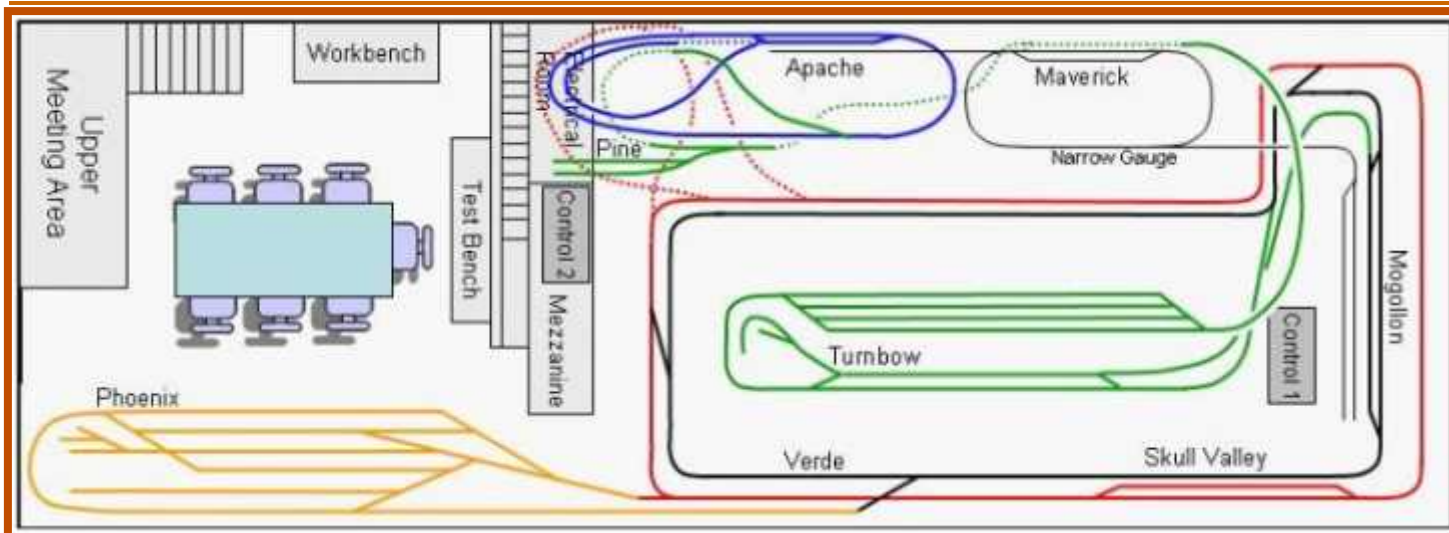 Workbench
Upper
Meeting Area
Electrical
Room
Apache
Maverick
Pine
Narrow Gauge
Test Bench
Control 2
Mezzanine
Mogollon
Turnbow
Control 1
Phoenix
Verde
Skull Valley